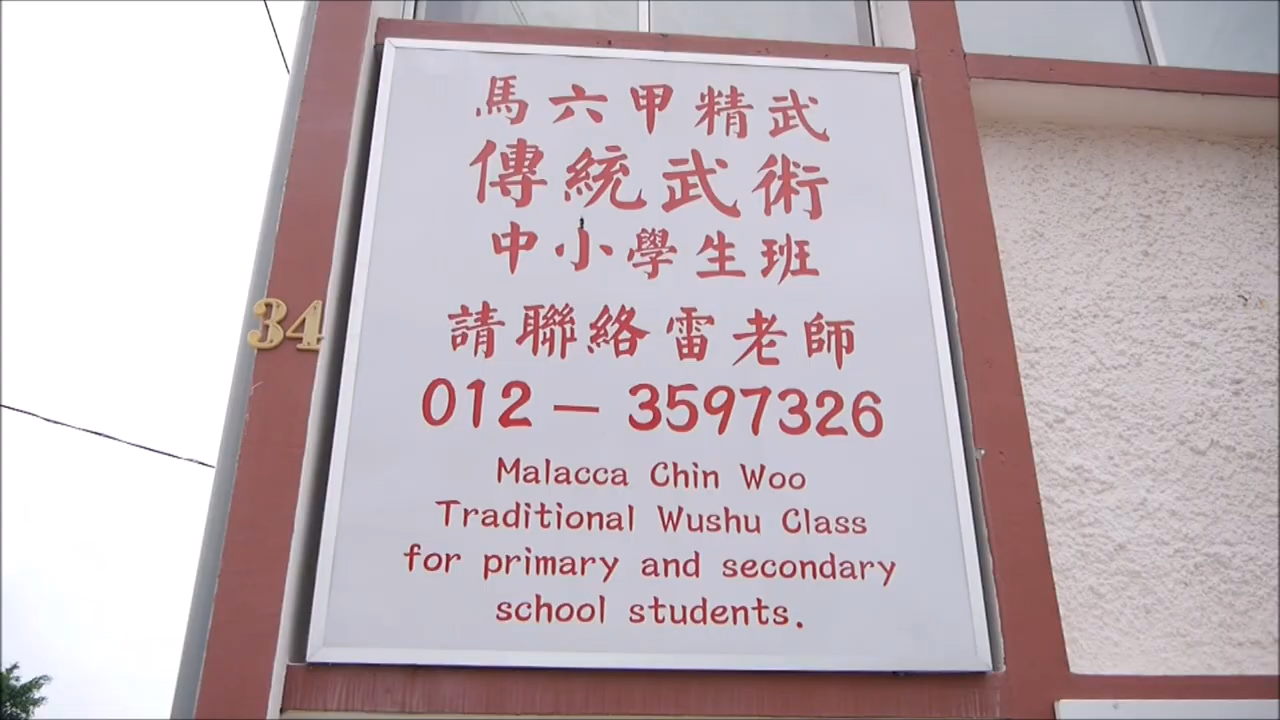 馬六甲精武
傳統武術
中小學生班
34
請聯絡雷老師
012 － 3597326
Malacca Chin Woo
Traditional Wushu Class
for primary and secondary
school students.